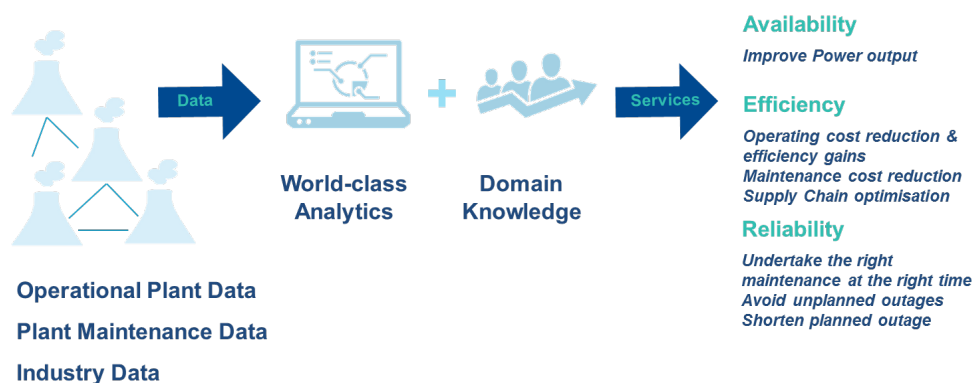 Data
World-class
Analytics
Domain
Knowledge
Operational Plant Data
Plant Maintenance Data
Industry Data
Services
Availability
Improve Power output
Efficiency
Operating cost reduction &
efficiency gains
Maintenance cost reduction
Supply Chain optimisation
Reliability
Undertake the right
maintenance at the right time
Avoid unplanned outages
Shorten planned outage